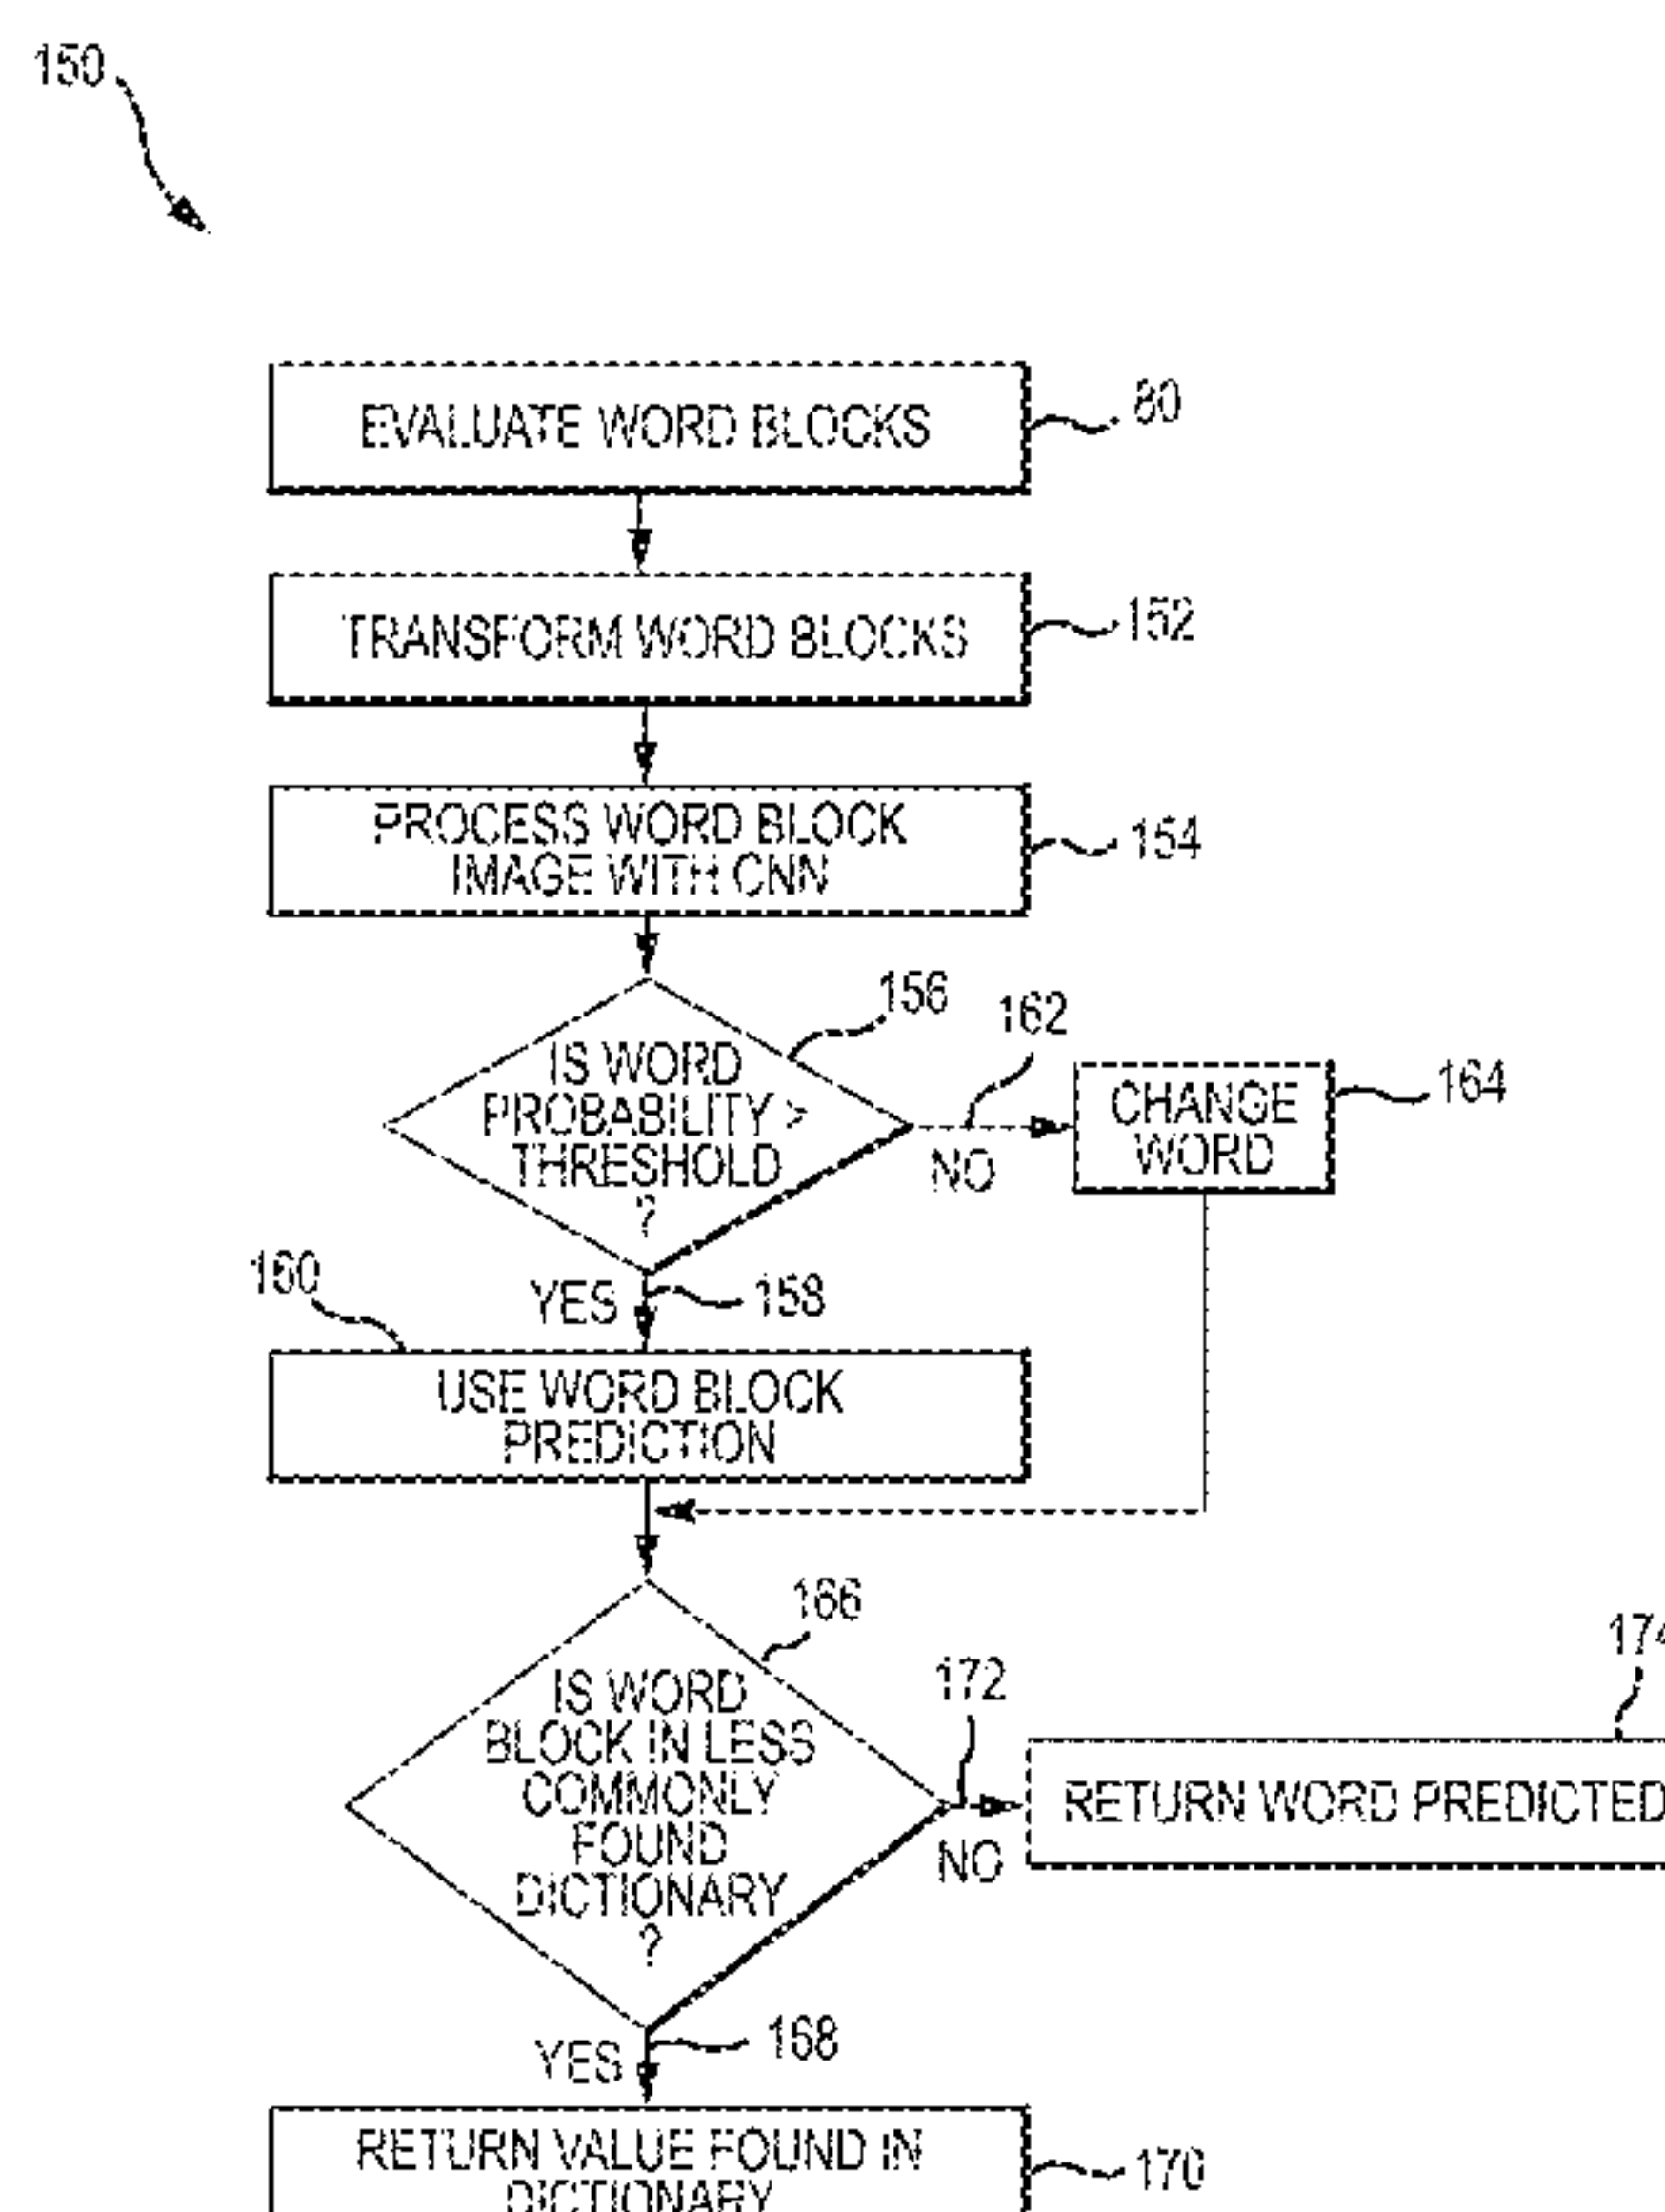 150
EVALUATE WORD BLOCKS
80
TRANSFORM WORD BLOCKS
152
PROCESS WORD BLOCK
IMAGE WITH CNN
154
156
162
IS WORD
PROBABILITY >
THRESHOLD
?
NO
CHANGE
WORD
164
160
YES
158
USE WORD BLOCK
PREDICTION
166
172
174
IS WORD
BLOCK IN LESS
COMMONLY
FOUND
DICTIONARY
?
NO
RETURN WORD PREDICTED
YES
168
RETURN VALUE FOUND IN
DICTIONARY
170